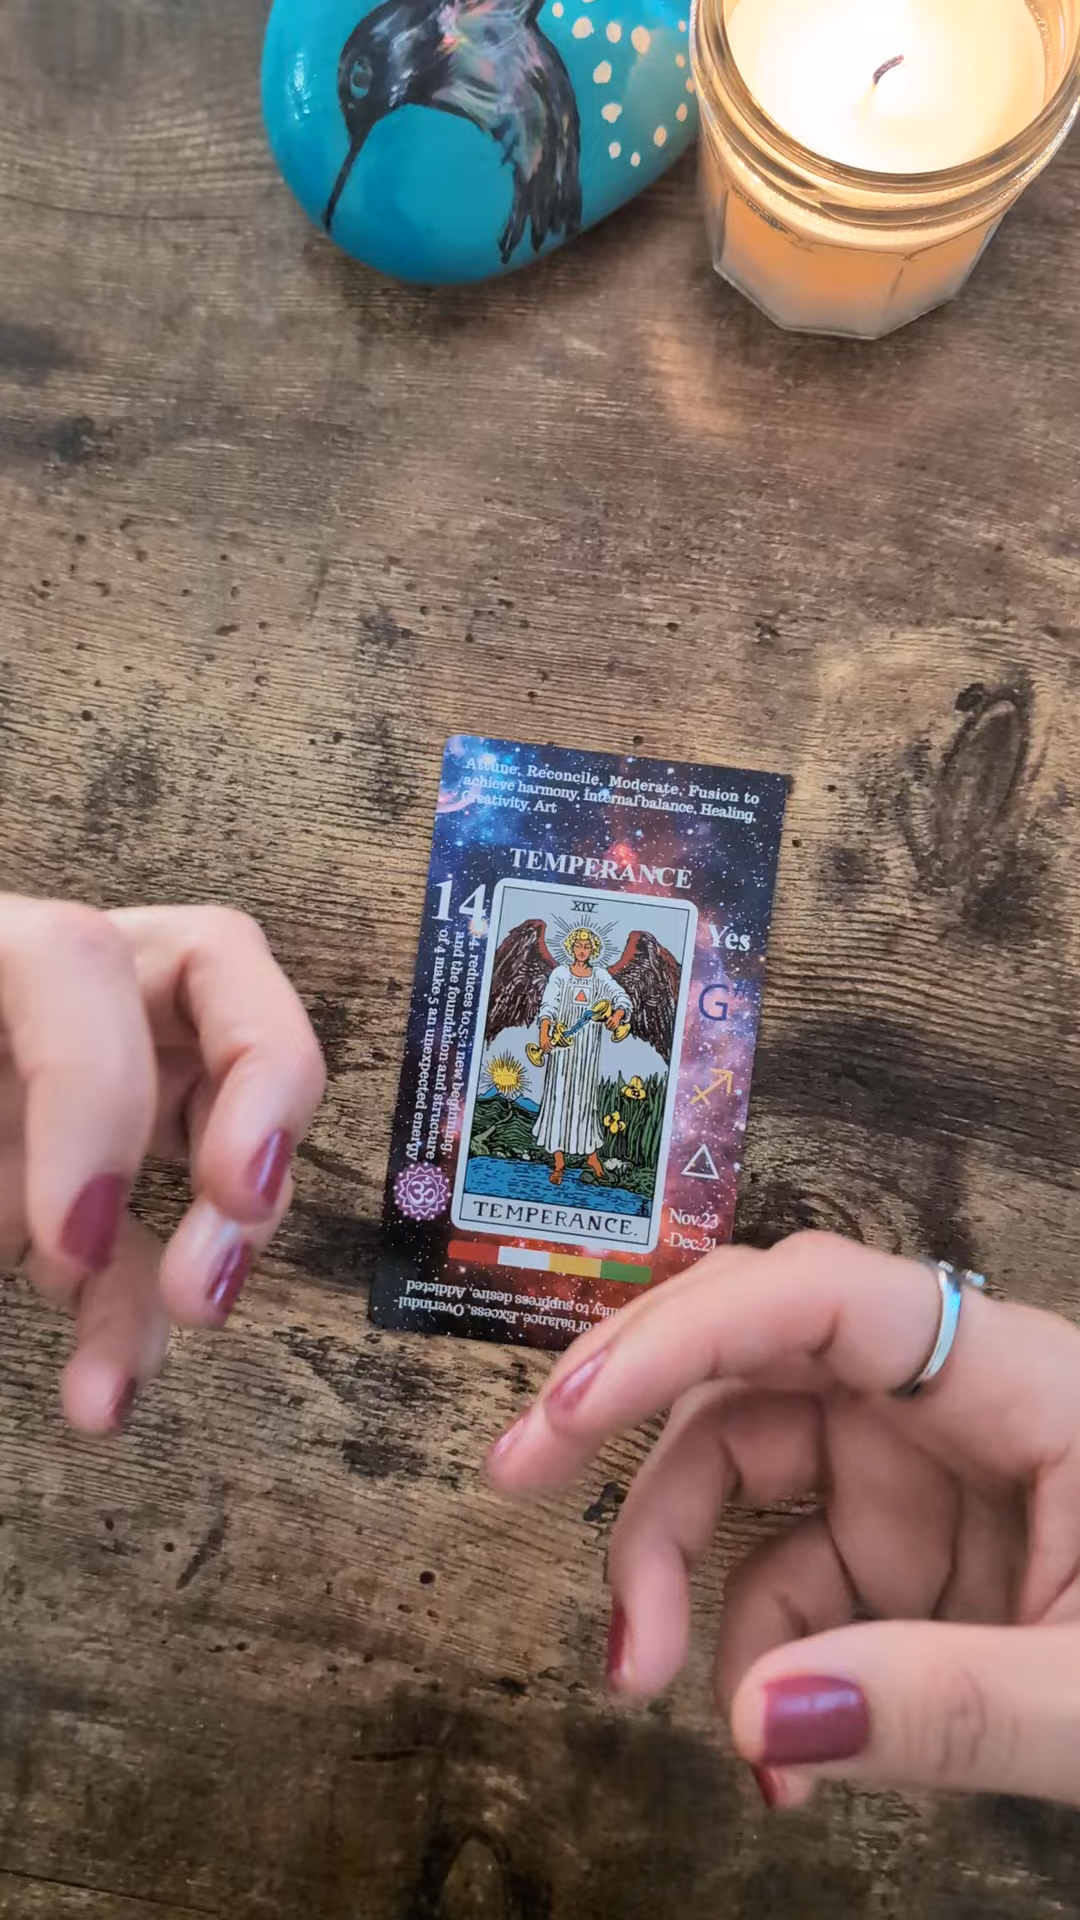 Attune, Reconcile, Moderate, Fusion to
achieve harmony, Internal balance, Healing,
Creativity, Art
TEMPERANCE
14
14 reduces to 5:1 new beginning,
and the foundation and structure
of 4 make 5 an unexpected energy
XIV
TEMPERANCE.
Yes
G#
Nov.23
-Dec.21
of balance, Excess, Overindul-
to suppress desire, Addicted
ॐ